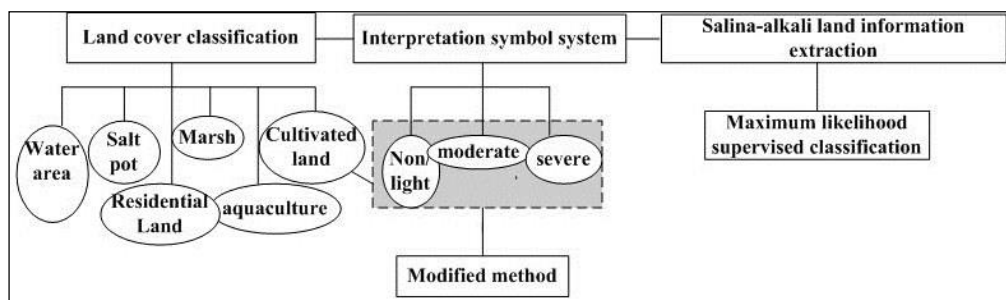 Land cover classification
Interpretation symbol system
Salina-alkali land information
extraction
Water
area
Salt
pot
Marsh
Cultivated
land
Residential
Land
aquaculture
Non/
light
moderate
severe
Maximum likelihood
supervised classification
Modified method